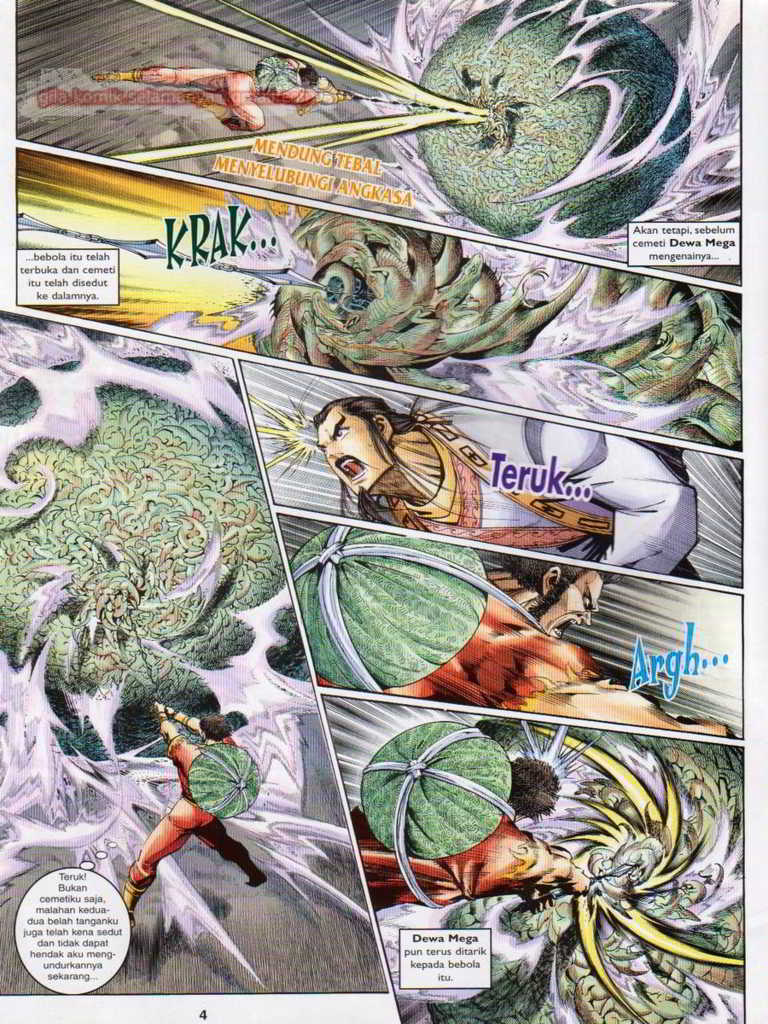 MENDUNG TEBAL
MENYELUBUNGI ANGKASA
Akan tetapi, sebelum
cemeti Dewa Mega
mengenainya...
...bebola itu telah
terbuka dan cemeti
itu telah disedut
ke dalamnya.
KRAK...
Teruk...
Argh...
Teruk!
Bukan
cemetiku saja,
malahan kedua-
dua belah tanganku
juga telah kena sedut
dan tidak dapat
hendak aku meng-
undurkannya
sekarang...
Dewa Mega
pun terus ditarik
kepada bebola
itu.
4